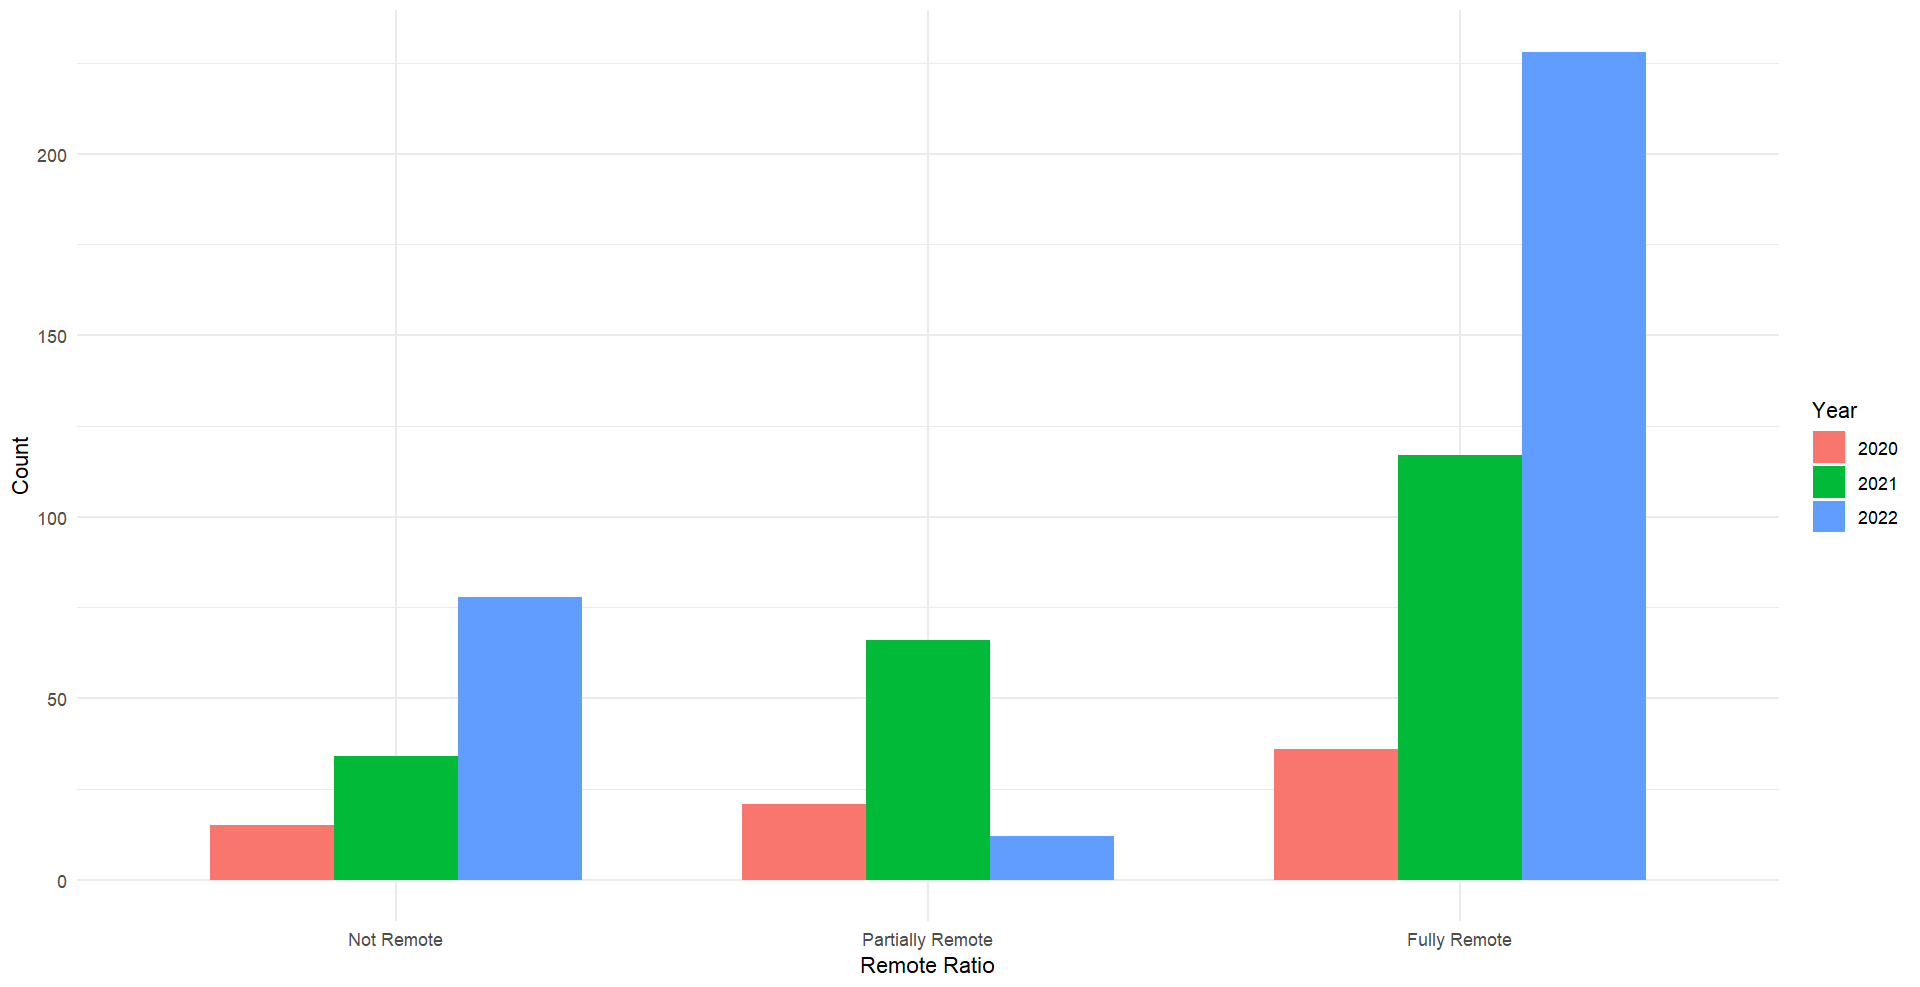 200
150
100
50
0
Count
Not Remote
Partially Remote
Fully Remote
Remote Ratio
Year
2020
2021
2022